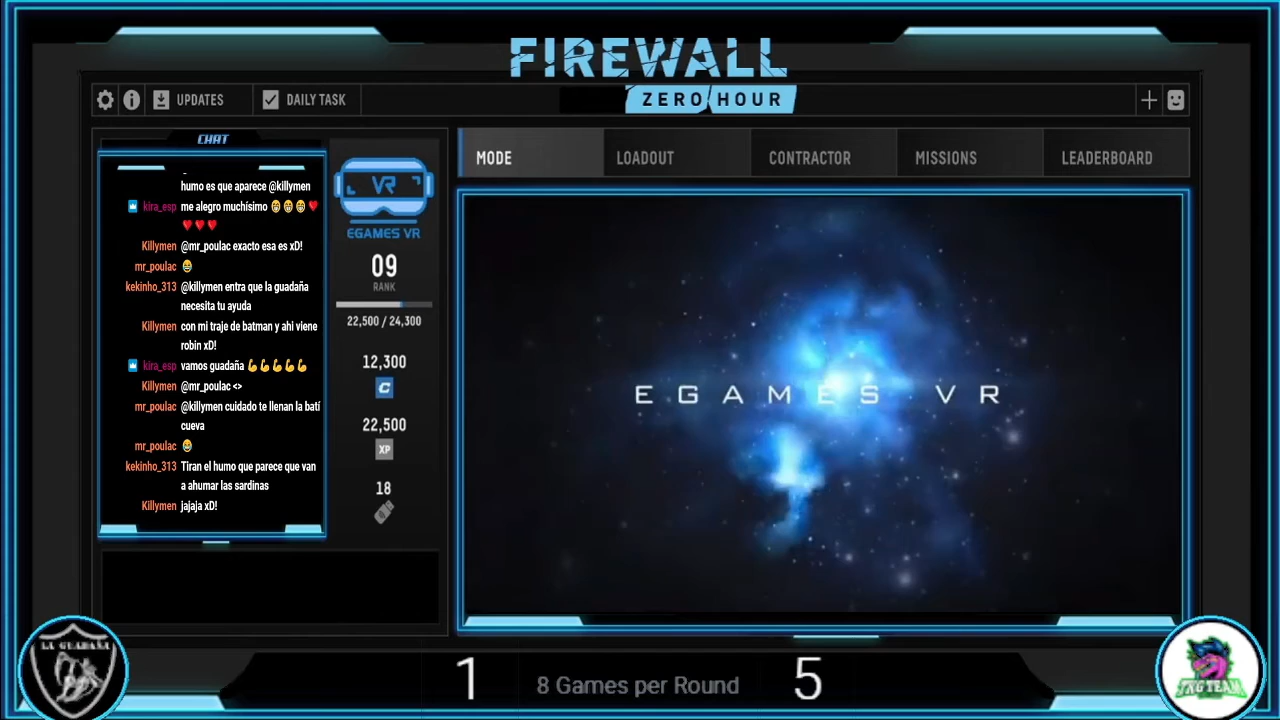 FIREWALL
ZERO HOUR
UPDATES
DAILY TASK
CHAT
humo es que aparece @killymen
kira_esp me alegro muchísimo 😁😁😁❤️
❤️❤️❤️
Killymen @mr_poulac exacto esa es xD!
mr_poulac 😂
kekinho_313 @killymen entra que la guadaña
necesita tu ayuda
Killymen con mi traje de batman y ahi viene
robin xD!
kira_esp vamos guadaña 💪💪💪💪💪
Killymen @mr_poulac <>
mr_poulac @killymen cuidado te llenan la batí
cueva
mr_poulac 😂
kekinho_313 Tiran el humo que parece que van
a ahumar las sardinas
Killymen jajaja xD!
VR
EGAMES VR
09
RANK
22,500 / 24,300
12,300
C
22,500
XP
18
MODE
LOADOUT
CONTRACTOR
MISSIONS
LEADERBOARD
EGAMES VR
LA GUADAÑA
1
8 Games per Round
5
TEAM